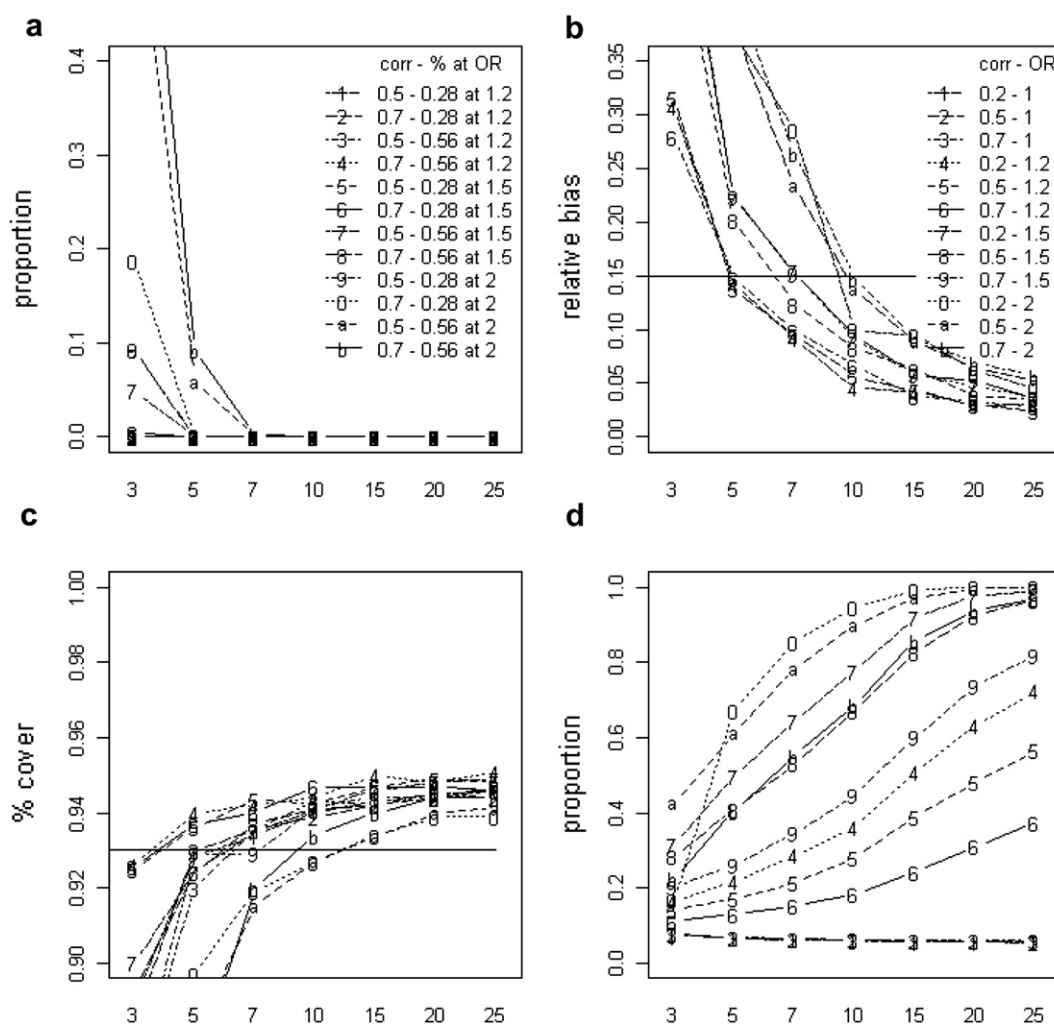 a
proportion
0.4
0.3
0.2
0.1
0.0
corr - % at OR
1 0.5 - 0.28 at 1.2
2 0.7 - 0.28 at 1.2
3 0.5 - 0.56 at 1.2
4 0.7 - 0.56 at 1.2
5 0.5 - 0.28 at 1.5
6 0.7 - 0.28 at 1.5
7 0.5 - 0.56 at 1.5
8 0.7 - 0.56 at 1.5
9 0.5 - 0.28 at 2
0 0.7 - 0.28 at 2
a 0.5 - 0.56 at 2
b 0.7 - 0.56 at 2
3 5 7 10 15 20 25
b
relative bias
0.35
0.30
0.25
0.20
0.15
0.10
0.05
0.00
corr - OR
1 0.2 - 1
2 0.5 - 1
3 0.7 - 1
4 0.2 - 1.2
5 0.5 - 1.2
6 0.7 - 1.2
7 0.2 - 1.5
8 0.5 - 1.5
9 0.7 - 1.5
0 0.2 - 2
a 0.5 - 2
b 0.7 - 2
3 5 7 10 15 20 25
c
% cover
1.00
0.98
0.96
0.94
0.92
0.90
3 5 7 10 15 20 25
d
proportion
1.0
0.8
0.6
0.4
0.2
0.0
3 5 7 10 15 20 25